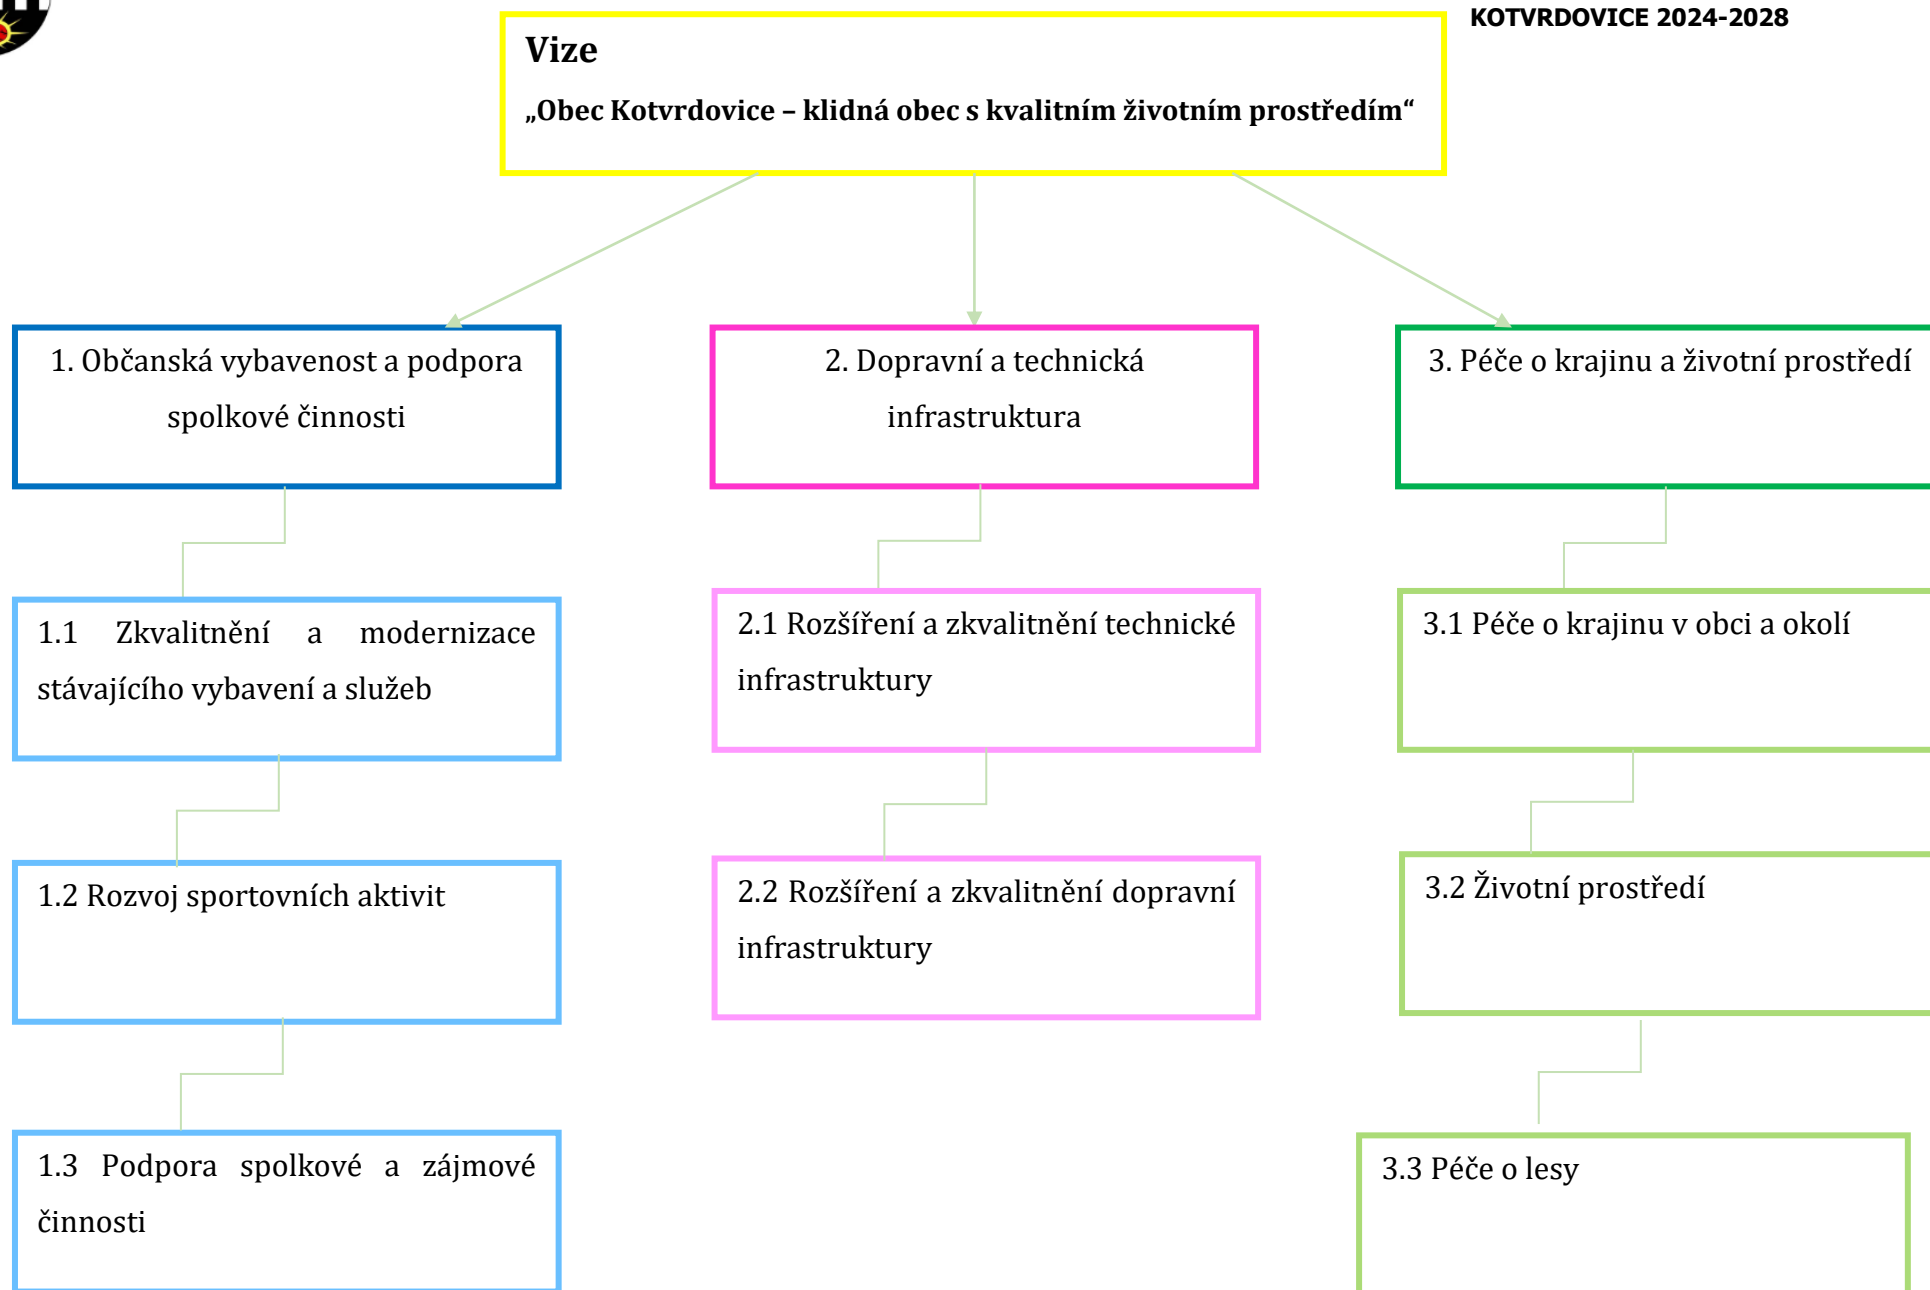 KOTVRDOVICE 2024-2028
Vize
„Obec Kotvrdovice – klidná obec s kvalitním životním prostředím“
1. Občanská vybavenost a podpora
spolkové činnosti
2. Dopravní a technická
infrastruktura
3. Péče o krajinu a životní prostředí
1.1 Zkvalitnění a modernizace
stávajícího vybavení a služeb
2.1 Rozšíření a zkvalitnění technické
infrastruktury
3.1 Péče o krajinu v obci a okolí
1.2 Rozvoj sportovních aktivit
2.2 Rozšíření a zkvalitnění dopravní
infrastruktury
3.2 Životní prostředí
1.3 Podpora spolkové a zájmové
činnosti
3.3 Péče o lesy